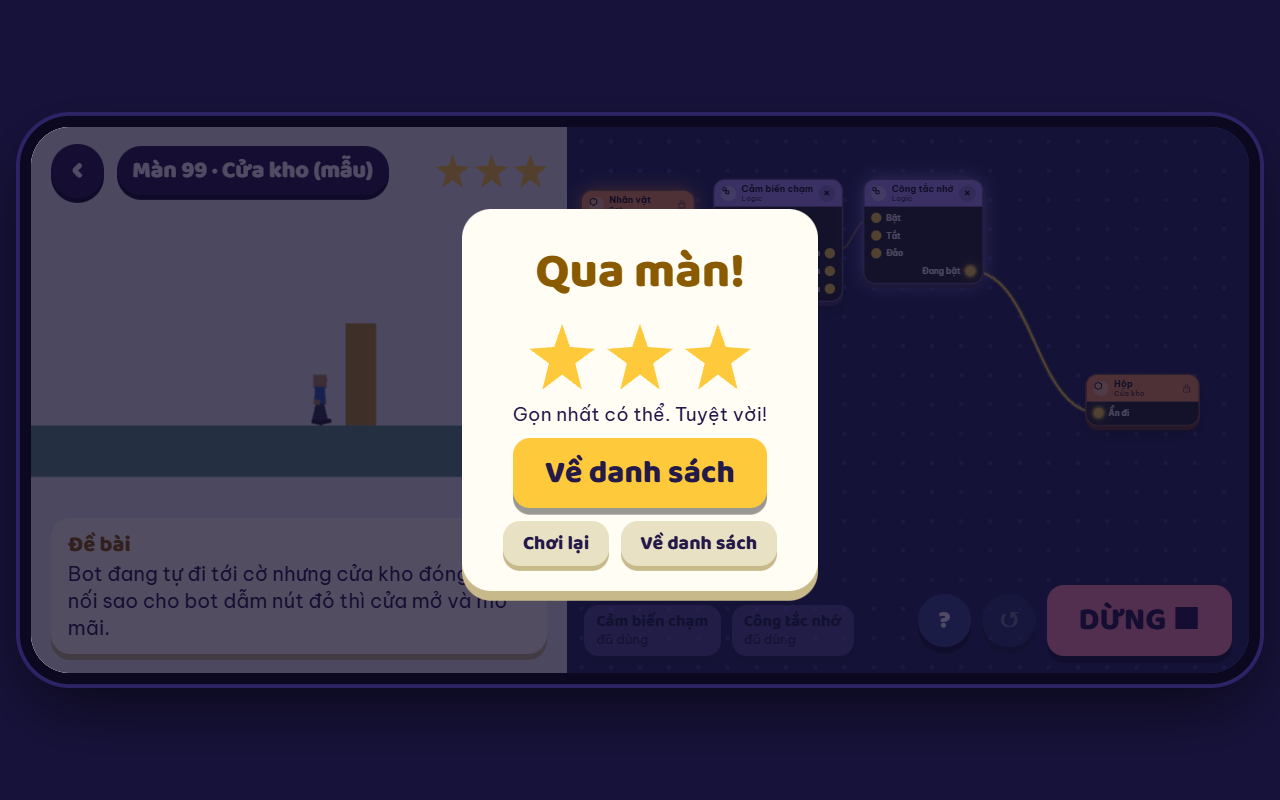 Màn 99 • Cửa kho (mẫu)
Nhân vật
Cảm biến chạm
Logic
Công tắc nhớ
Logic
Bật
Tắt
Đảo
Đang bật
Hộp
Cửa kho
Ẩn đi
Qua màn!
Gọn nhất có thể. Tuyệt vời!
Về danh sách
Chơi lại
Về danh sách
Đề bài
Bot đang tự đi tới cờ nhưng cửa kho đóng
nối sao cho bot dẫm nút đỏ thì cửa mở và mở
mãi.
Cảm biến chạm
đã dùng
Công tắc nhớ
đã dùng
?
DỪNG